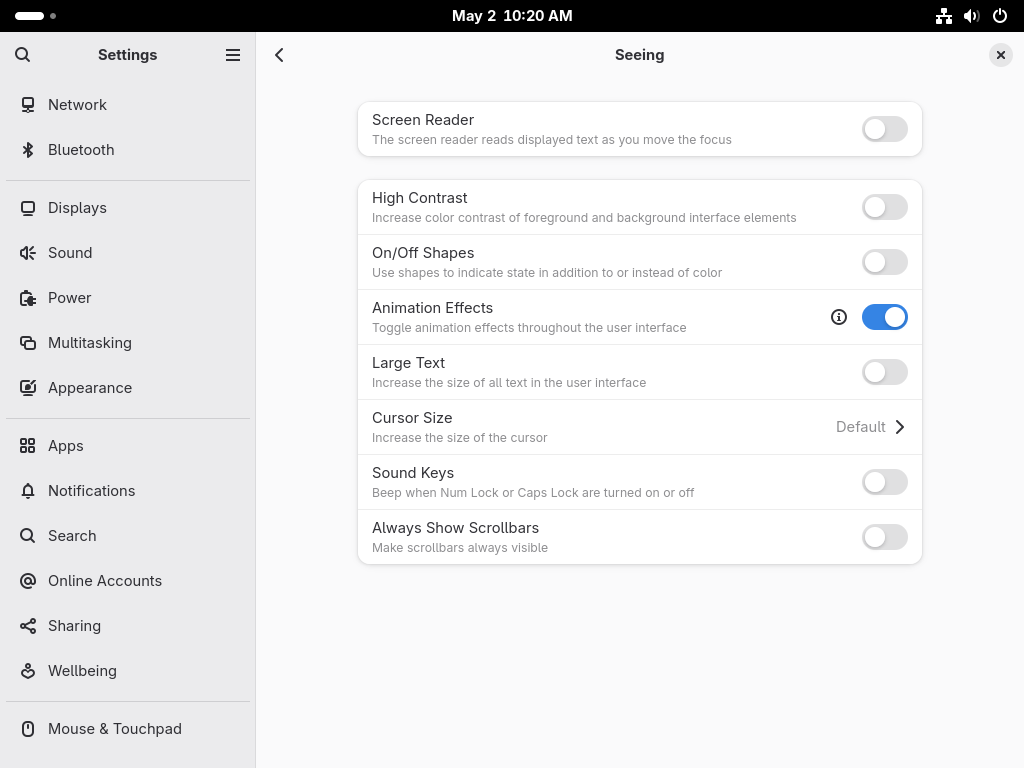 May 2  10:20 AM
Settings
Network
Bluetooth
Displays
Sound
Power
Multitasking
Appearance
Apps
Notifications
Search
Online Accounts
Sharing
Wellbeing
Mouse & Touchpad
Seeing
Screen Reader
The screen reader reads displayed text as you move the focus
High Contrast
Increase color contrast of foreground and background interface elements
On/Off Shapes
Use shapes to indicate state in addition to or instead of color
Animation Effects
Toggle animation effects throughout the user interface
Large Text
Increase the size of all text in the user interface
Cursor Size
Increase the size of the cursor
Default
Sound Keys
Beep when Num Lock or Caps Lock are turned on or off
Always Show Scrollbars
Make scrollbars always visible